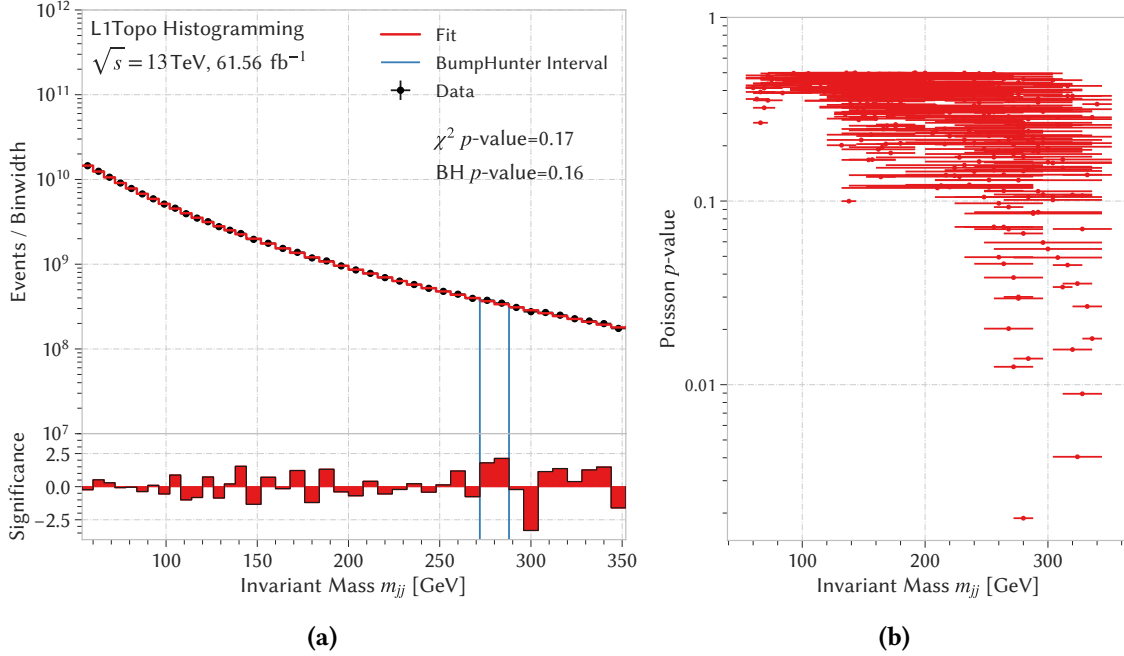 L1Topo Histogramming
√s = 13 TeV, 61.56 fb⁻¹
Fit
BumpHunter Interval
Data
χ² p-value=0.17
BH p-value=0.16
Events / Binwidth
10¹²
10¹¹
10¹⁰
10⁹
10⁸
10⁷
Significance
2.5
0.0
−2.5
100 150 200 250 300 350
Invariant Mass mjj [GeV]
(a)
Poisson p-value
1
0.1
0.01
100 200 300
Invariant Mass mjj [GeV]
(b)